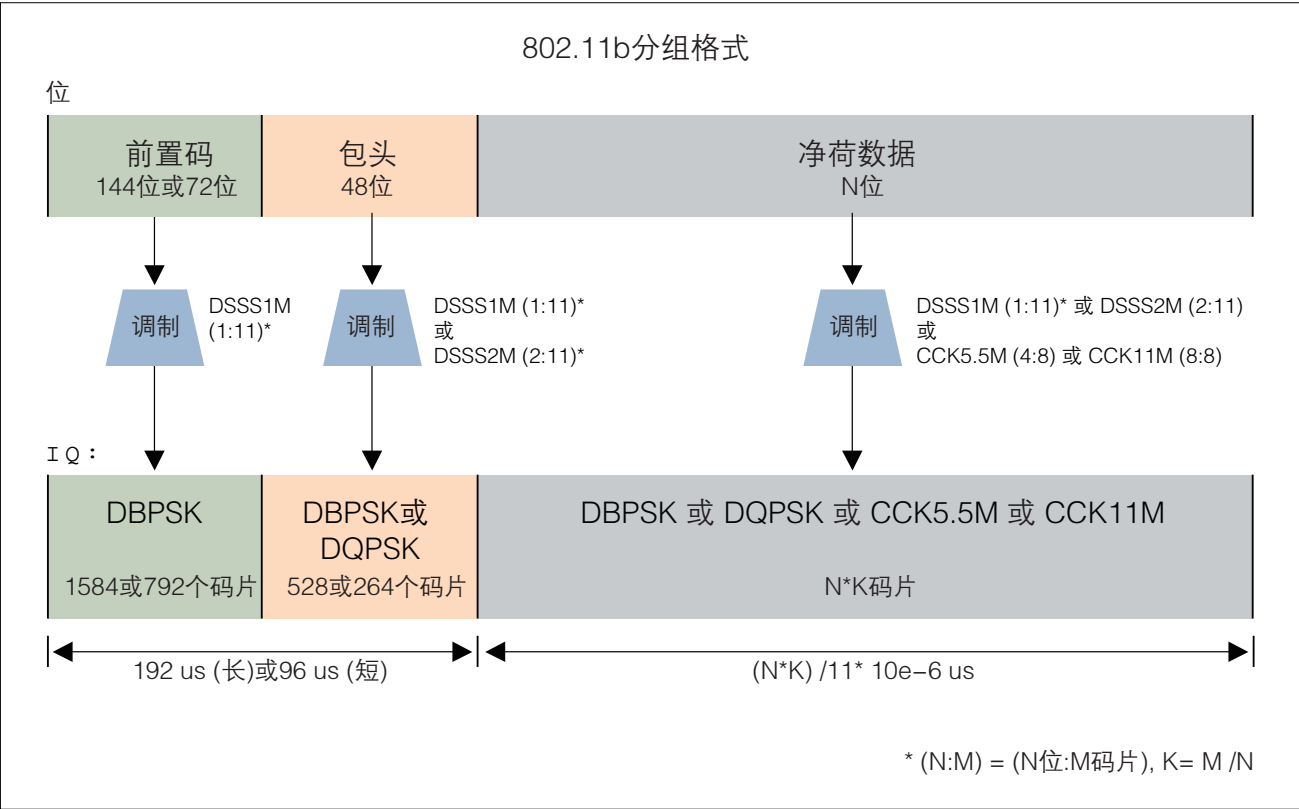 802.11b分组格式
位
前置码
144位或72位
包头
48位
净荷数据
N位
调制
DSSS1M
(1:11)*
调制
DSSS1M (1:11)*
或
DSSS2M (2:11)*
调制
DSSS1M (1:11)* 或 DSSS2M (2:11)
或
CCK5.5M (4:8) 或 CCK11M (8:8)
IQ:
DBPSK
1584或792个码片
DBPSK或
DQPSK
528或264个码片
DBPSK 或 DQPSK 或 CCK5.5M 或 CCK11M
N*K码片
192 us (长)或96 us (短)
(N*K) /11* 10e–6 us
* (N:M) = (N位:M码片), K= M /N